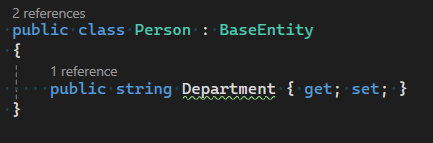 2 references
public class Person : BaseEntity
{
1 reference
public string Department { get; set; }
}